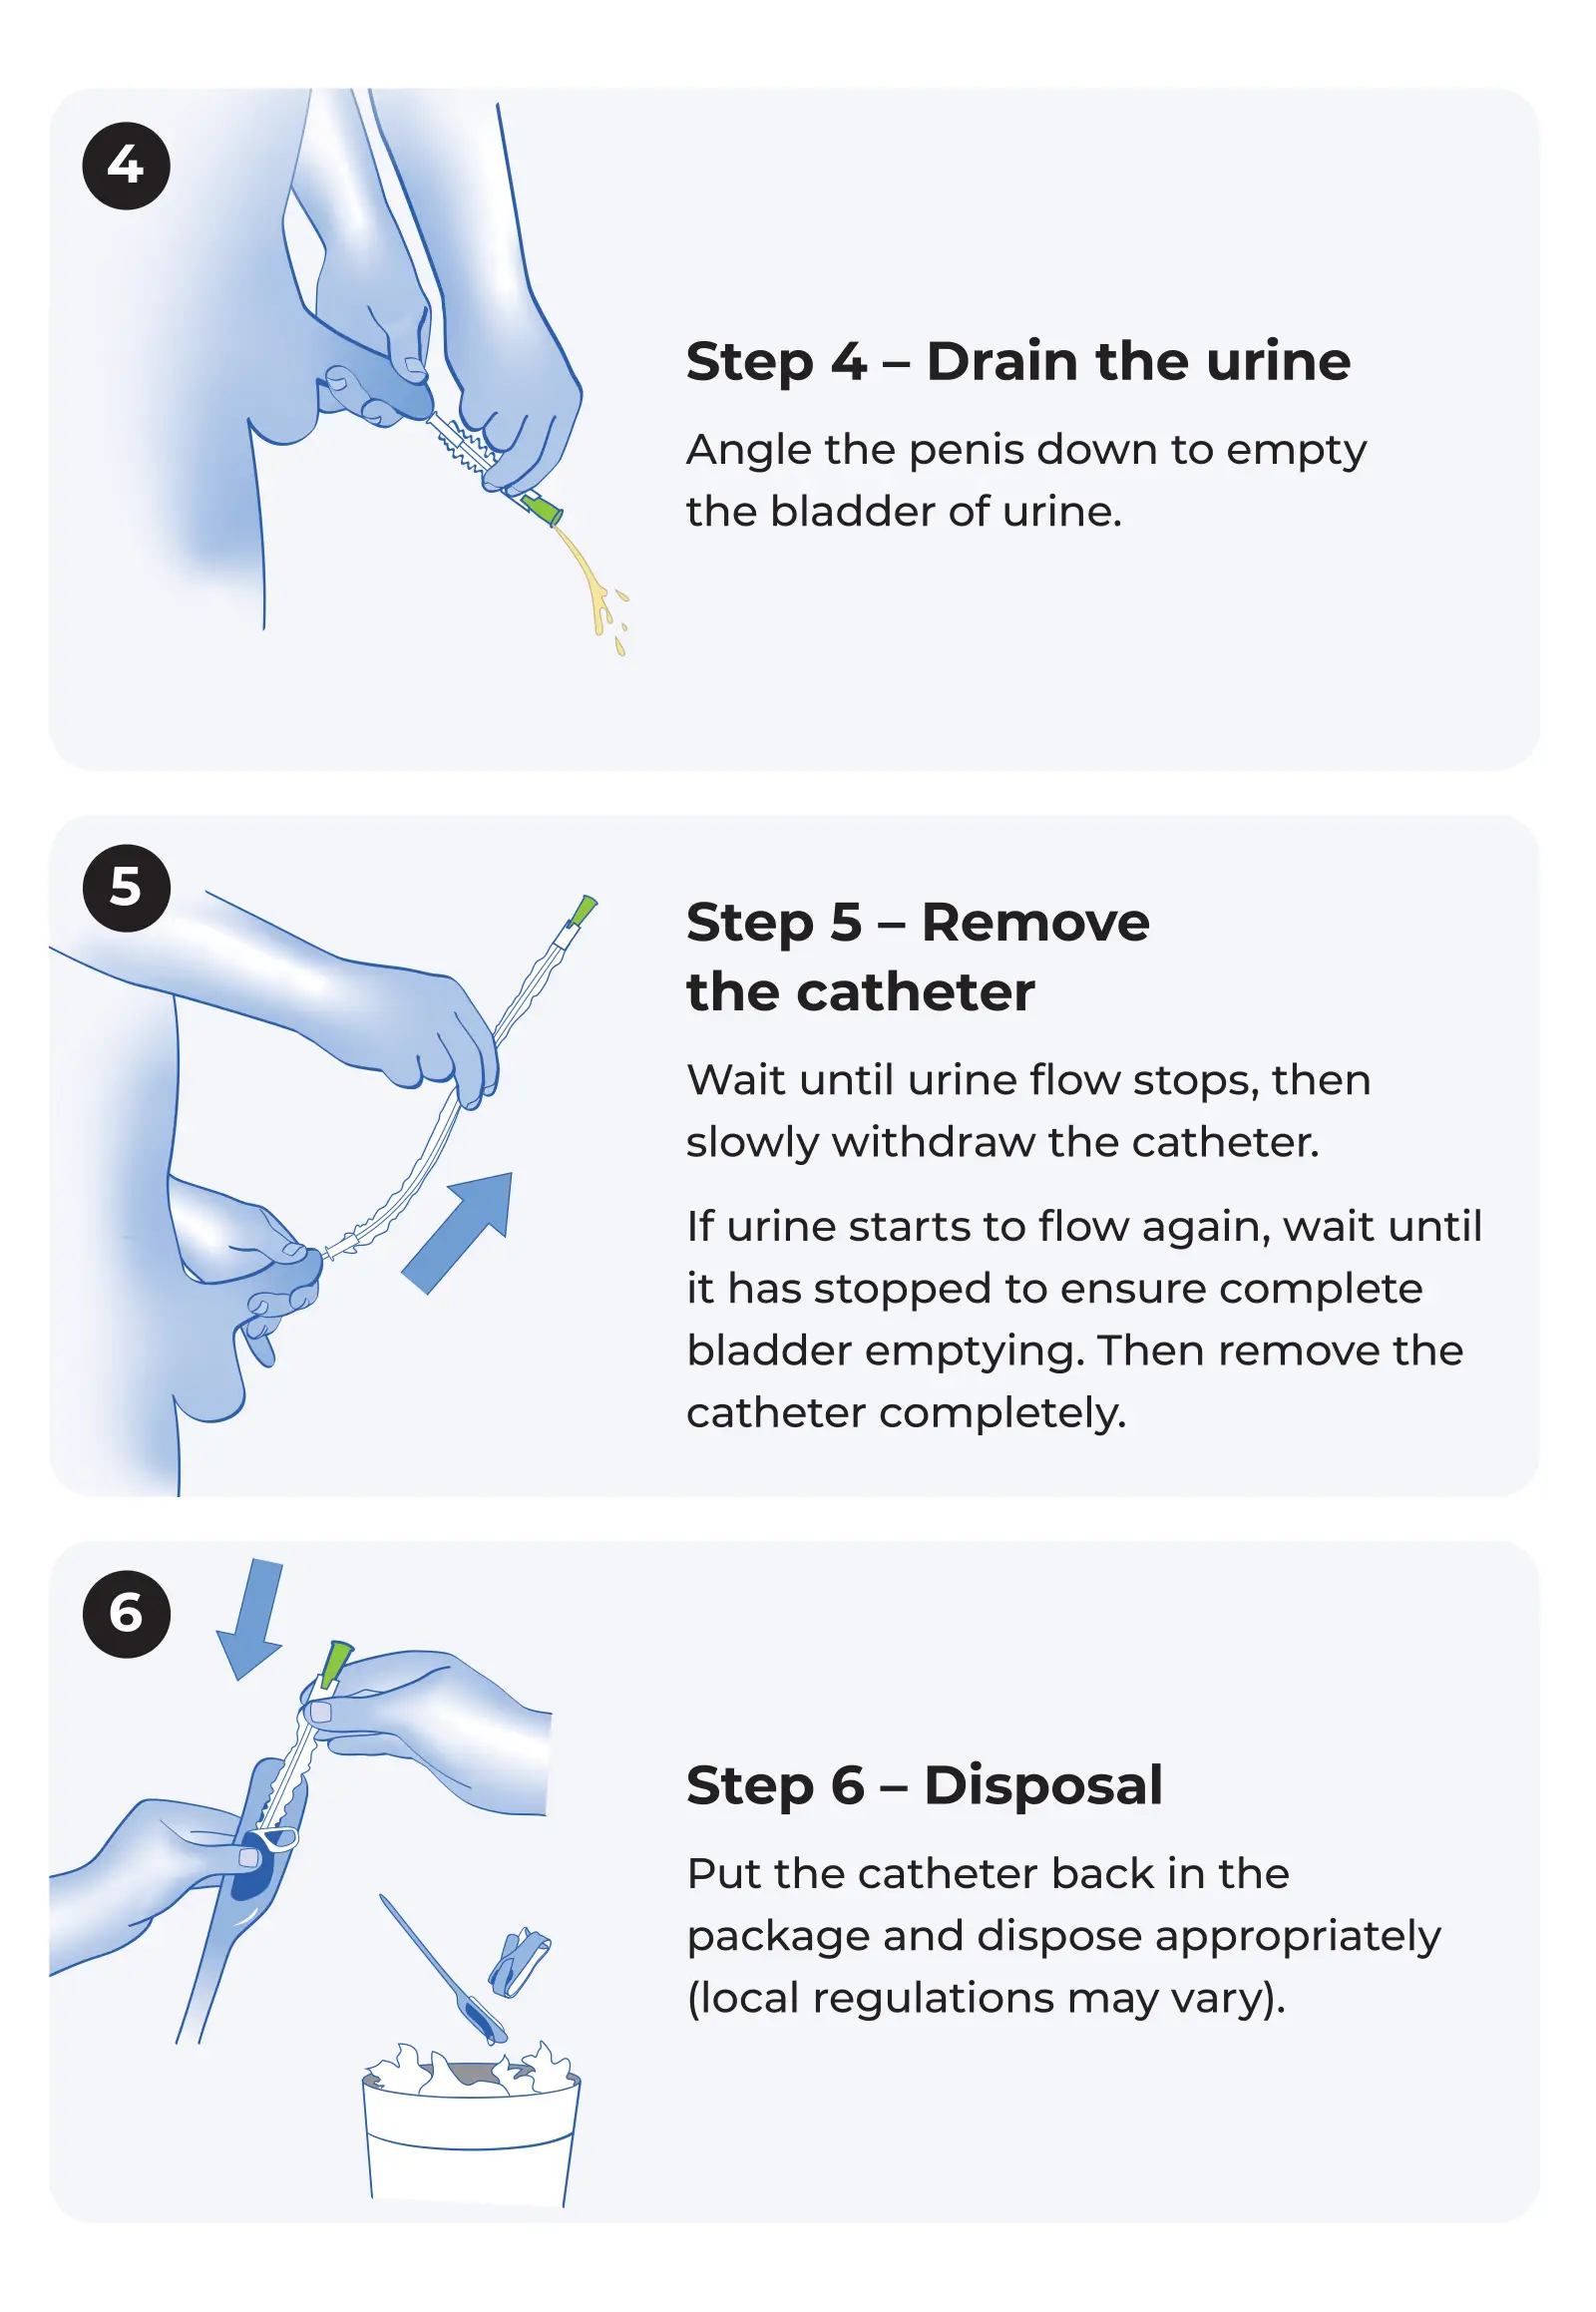 4
Step 4 – Drain the urine
Angle the penis down to empty
the bladder of urine.
5
Step 5 – Remove
the catheter
Wait until urine flow stops, then
slowly withdraw the catheter.
If urine starts to flow again, wait until
it has stopped to ensure complete
bladder emptying. Then remove the
catheter completely.
6
Step 6 – Disposal
Put the catheter back in the
package and dispose appropriately
(local regulations may vary).